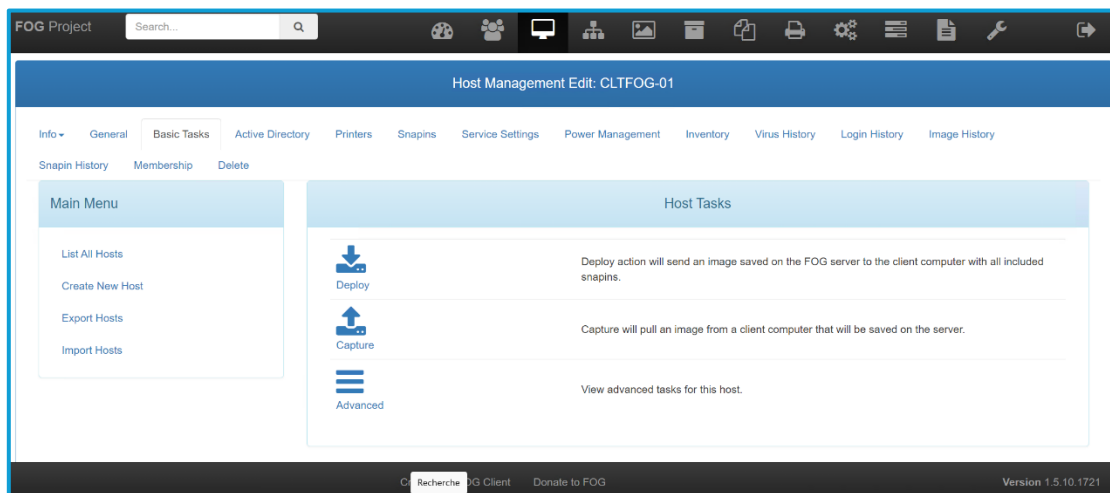 FOG Project
Search...
Host Management Edit: CLTFOG-01
Info General Basic Tasks Active Directory Printers Snapins Service Settings Power Management Inventory Virus History Login History Image History
Snapin History Membership Delete
Main Menu
List All Hosts
Create New Host
Export Hosts
Import Hosts
Host Tasks
Deploy
Deploy action will send an image saved on the FOG server to the client computer with all included
snapins.
Capture
Capture will pull an image from a client computer that will be saved on the server.
Advanced
View advanced tasks for this host.
Recherche Client Donate to FOG Version 1.5.10.1721